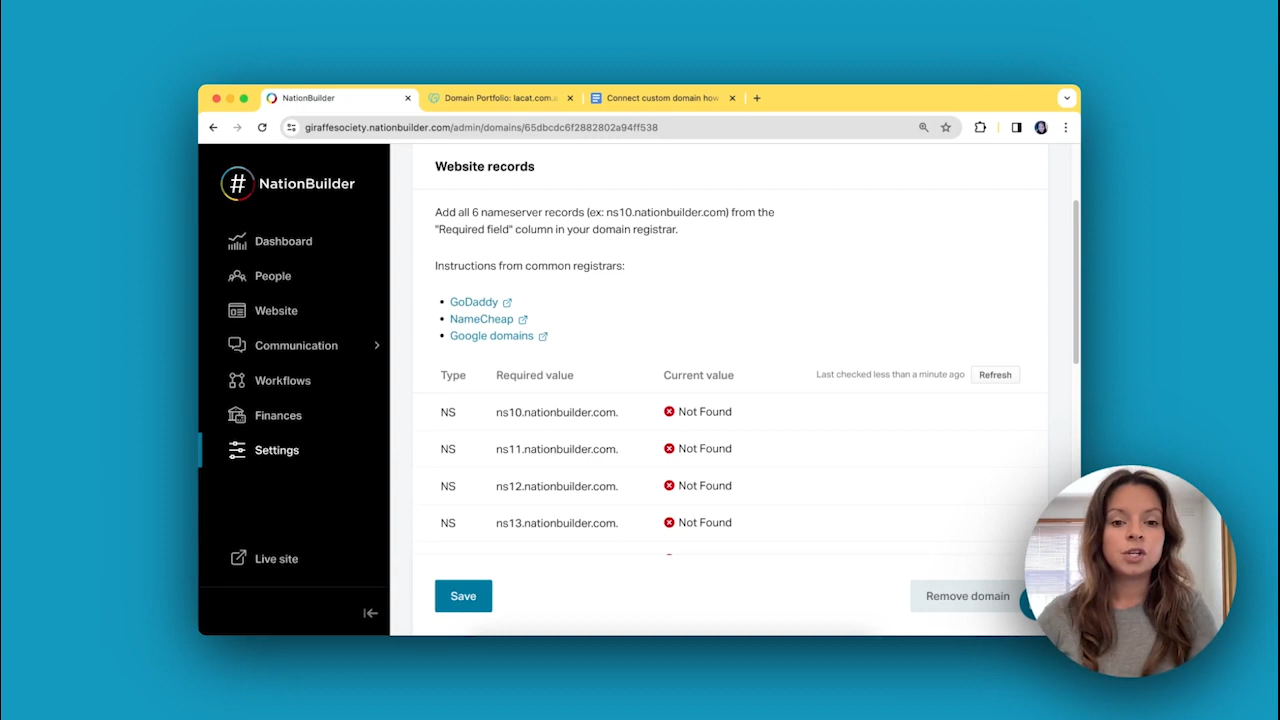 NationBuilder
Domain Portfolio: lacat.com.a
Connect custom domain how
giraffesociety.nationbuilder.com/admin/domains/65dbcdc6f2882802a94ff538
# NationBuilder
Dashboard
People
Website
Communication
Workflows
Finances
Settings
Live site
Website records
Add all 6 nameserver records (ex: ns10.nationbuilder.com) from the
"Required field" column in your domain registrar.
Instructions from common registrars:
• GoDaddy
• NameCheap
• Google domains
Type Required value Current value Last checked less than a minute ago Refresh
NS ns10.nationbuilder.com. Not Found
NS ns11.nationbuilder.com. Not Found
NS ns12.nationbuilder.com. Not Found
NS ns13.nationbuilder.com. Not Found
Save Remove domain